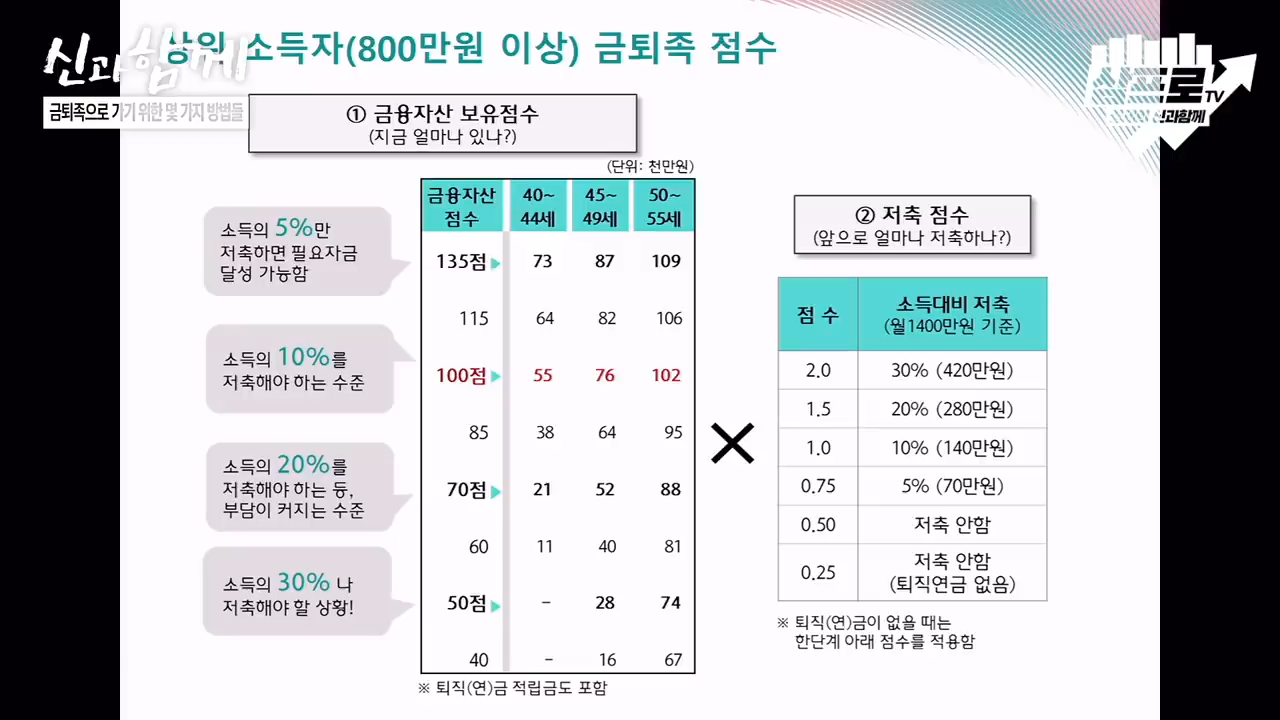 상위 소득자(800만원 이상) 금퇴족 점수
신과함께
금퇴족으로 가기 위한 몇 가지 방법들
신과함께
TV
① 금융자산 보유점수
(지금 얼마나 있나?)
(단위: 천만원)
금융자산 점수 40~44세 45~49세 50~55세
135점 73 87 109
115 64 82 106
100점 55 76 102
85 38 64 95
70점 21 52 88
60 11 40 81
50점 - 28 74
40 - 16 67
※ 퇴직(연)금 적립금도 포함
소득의 5%만
저축하면 필요자금
달성 가능함
소득의 10%를
저축해야 하는 수준
소득의 20%를
저축해야 하는 등,
부담이 커지는 수준
소득의 30% 나
저축해야 할 상황!
×
② 저축 점수
(앞으로 얼마나 저축하나?)
점 수 소득대비 저축
(월1400만원 기준)
2.0 30% (420만원)
1.5 20% (280만원)
1.0 10% (140만원)
0.75 5% (70만원)
0.50 저축 안함
0.25 저축 안함
(퇴직연금 없음)
※ 퇴직(연)금이 없을 때는
한단계 아래 점수를 적용함